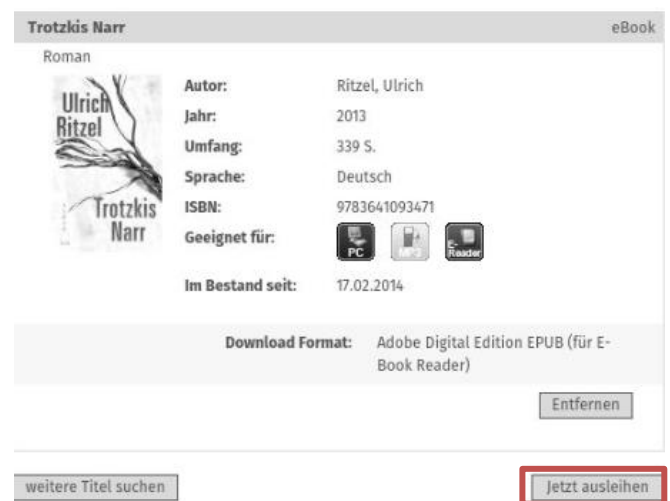 Trotzkis Narr eBook
Roman
Ulrich
Ritzel
Trotzkis
Narr
Autor: Ritzel, Ulrich
Jahr: 2013
Umfang: 339 S.
Sprache: Deutsch
ISBN: 9783641093471
Geeignet für: PC MP3 E-Reader
Im Bestand seit: 17.02.2014
Download Format: Adobe Digital Edition EPUB (für E-
Book Reader)
Entfernen
weitere Titel suchen Jetzt ausleihen